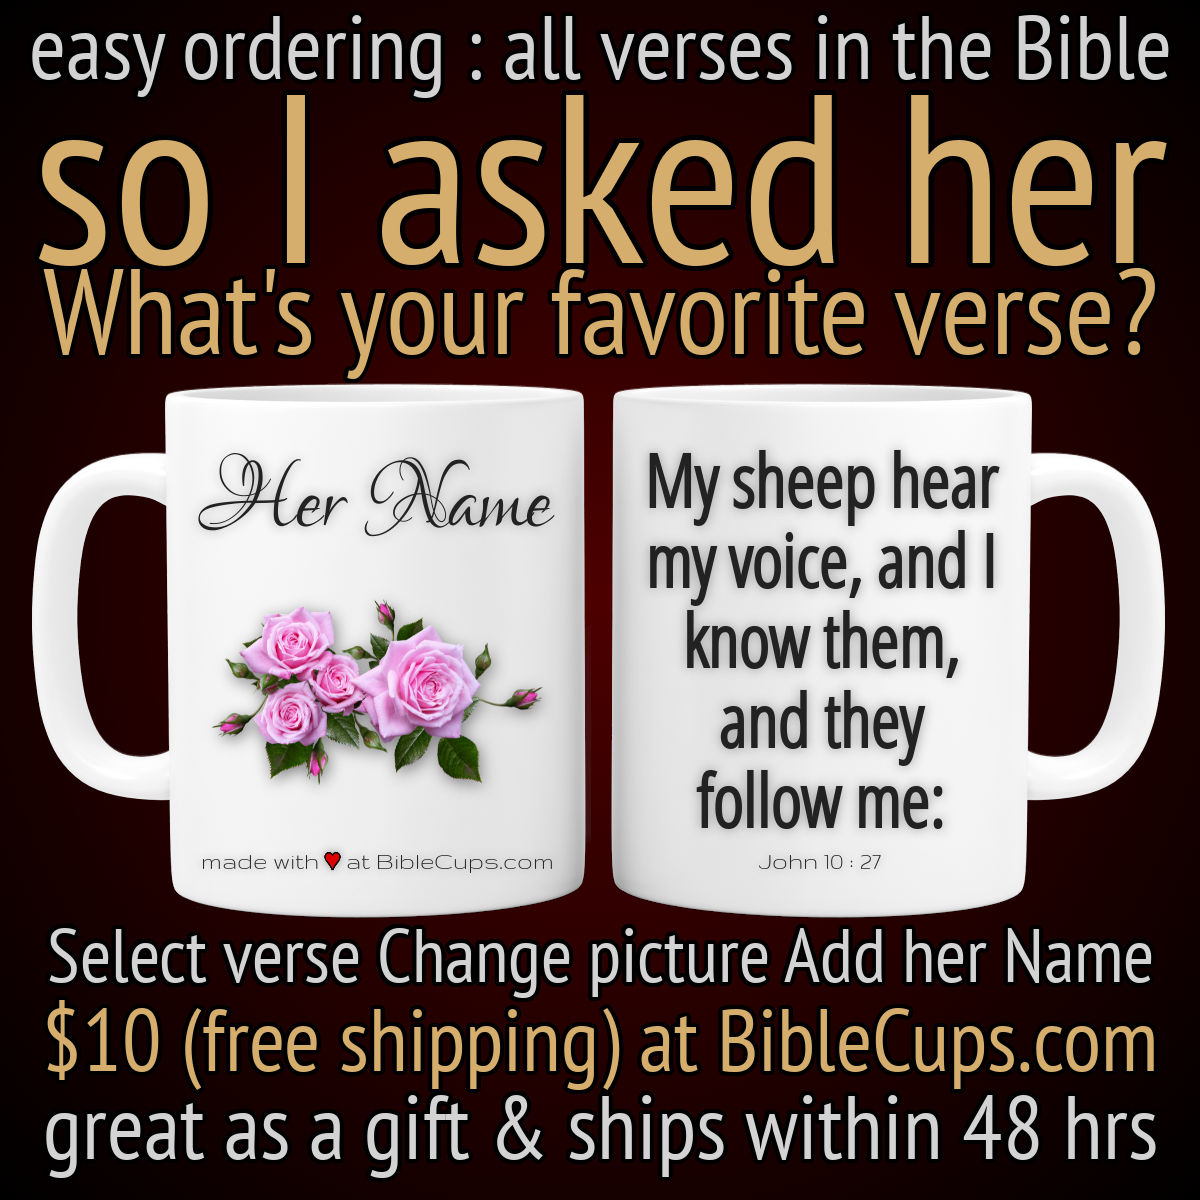 easy ordering : all verses in the Bible
so I asked her
What's your favorite verse?
Her Name
made with ♥ at BibleCups.com
My sheep hear
my voice, and I
know them,
and they
follow me:
John 10 : 27
Select verse Change picture Add her Name
$10 (free shipping) at BibleCups.com
great as a gift & ships within 48 hrs